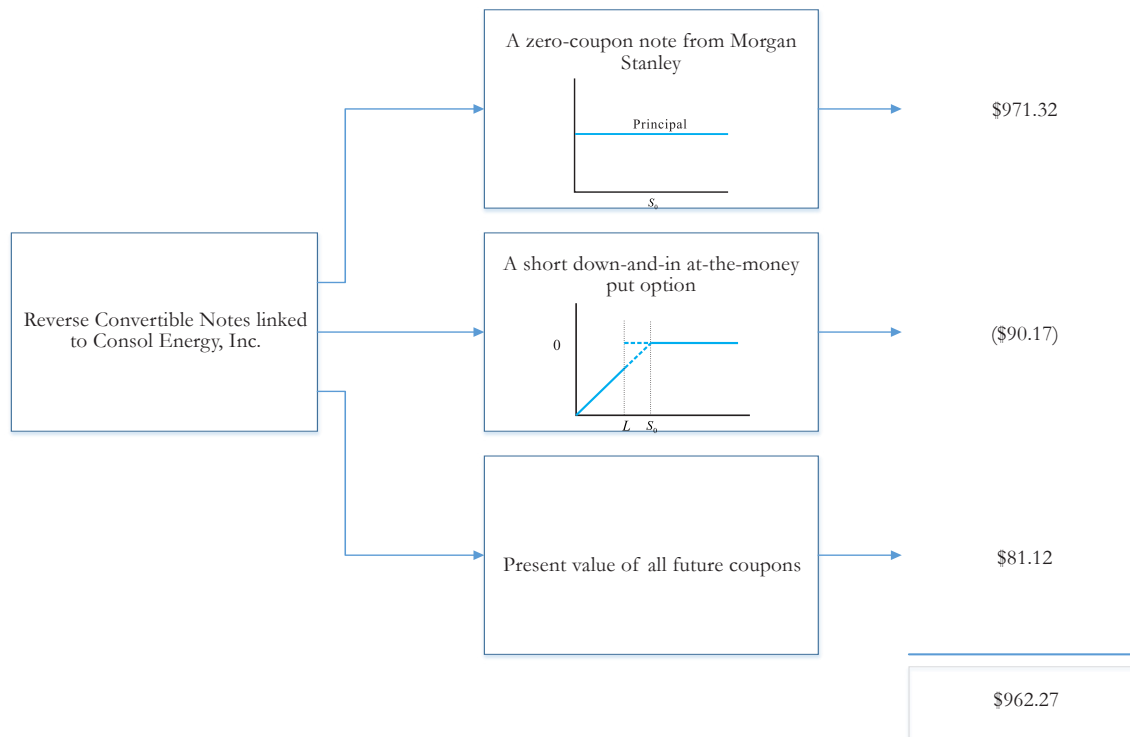 A zero-coupon note from Morgan
Stanley
Principal
S₀
$971.32
Reverse Convertible Notes linked
to Consol Energy, Inc.
A short down-and-in at-the-money
put option
0
L S₀
($90.17)
Present value of all future coupons
$81.12
$962.27